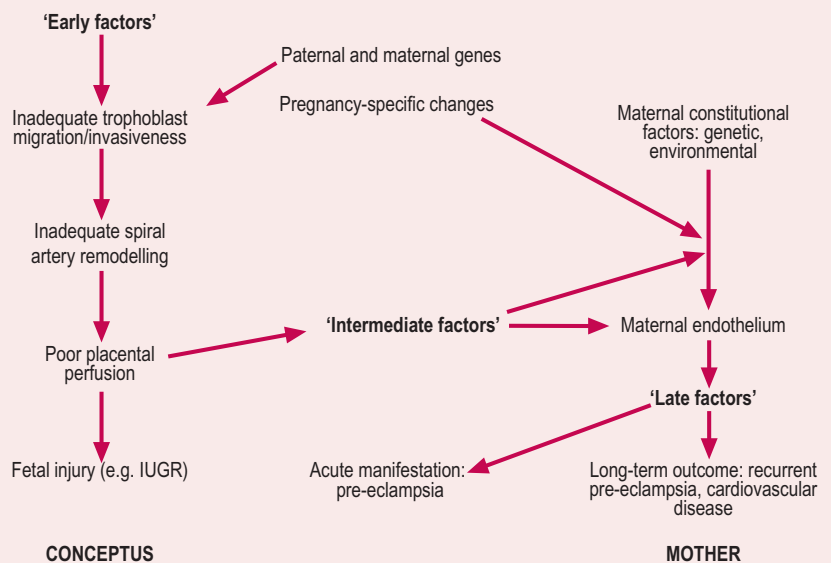 ‘Early factors’
Paternal and maternal genes
Inadequate trophoblast
migration/invasiveness
Pregnancy-specific changes
Maternal constitutional
factors: genetic,
environmental
Inadequate spiral
artery remodelling
‘Intermediate factors’
Maternal endothelium
Poor placental
perfusion
‘Late factors’
Fetal injury (e.g. IUGR)
Acute manifestation:
pre-eclampsia
Long-term outcome: recurrent
pre-eclampsia, cardiovascular
disease
CONCEPTUS
MOTHER